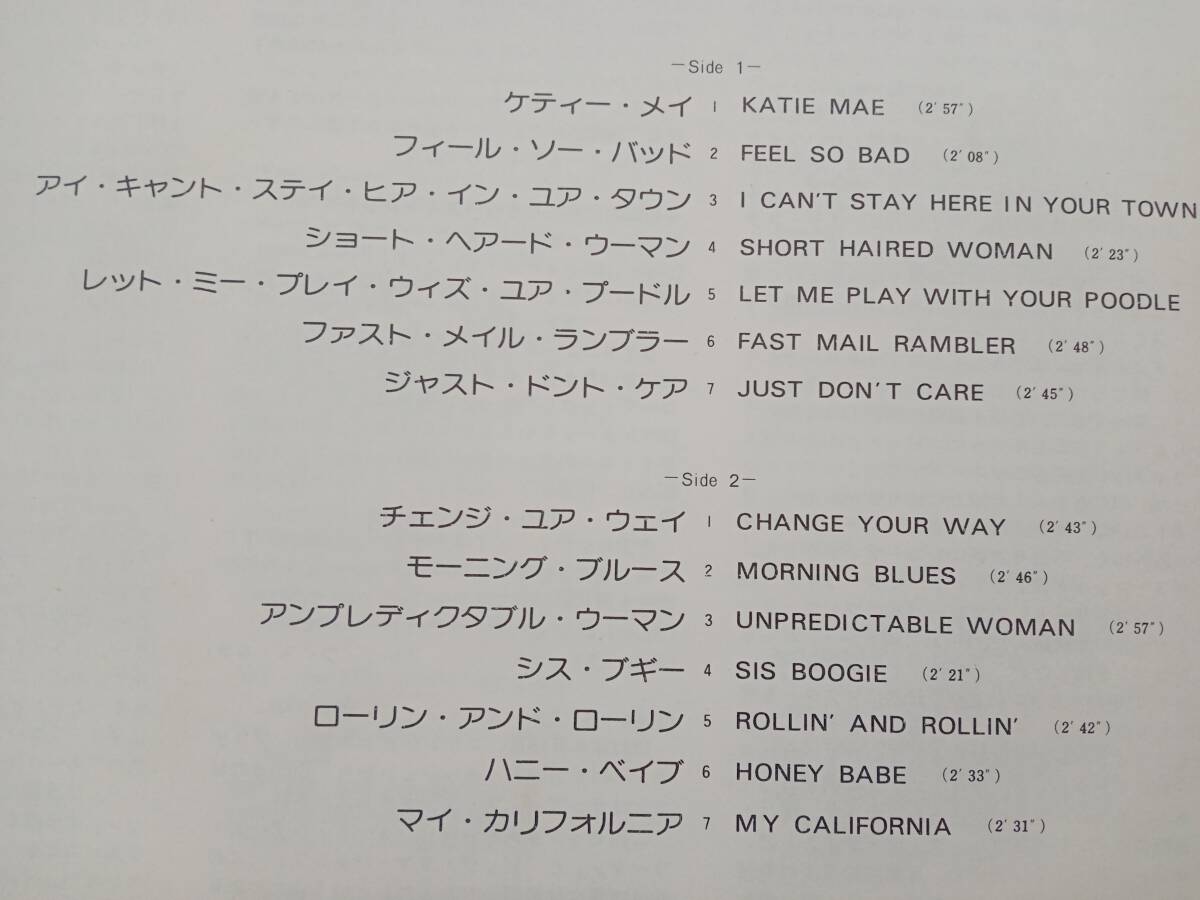 —Side 1—
ケティー・メイ 1 KATIE MAE (2′57″)
フィール・ソー・バッド 2 FEEL SO BAD (2′08″)
アイ・キャント・ステイ・ヒア・イン・ユア・タウン 3 I CAN'T STAY HERE IN YOUR TOWN
ショート・ヘアード・ウーマン 4 SHORT HAIRED WOMAN (2′23″)
レット・ミー・プレイ・ウィズ・ユア・プードル 5 LET ME PLAY WITH YOUR POODLE
ファスト・メイル・ランブラー 6 FAST MAIL RAMBLER (2′48″)
ジャスト・ドント・ケア 7 JUST DON'T CARE (2′45″)
—Side 2—
チェンジ・ユア・ウェイ 1 CHANGE YOUR WAY (2′43″)
モーニング・ブルース 2 MORNING BLUES (2′46″)
アンプレディクタブル・ウーマン 3 UNPREDICTABLE WOMAN (2′57″)
シス・ブギー 4 SIS BOOGIE (2′21″)
ローリン・アンド・ローリン 5 ROLLIN' AND ROLLIN' (2′42″)
ハニー・ベイブ 6 HONEY BABE (2′33″)
マイ・カリフォルニア 7 MY CALIFORNIA (2′31″)